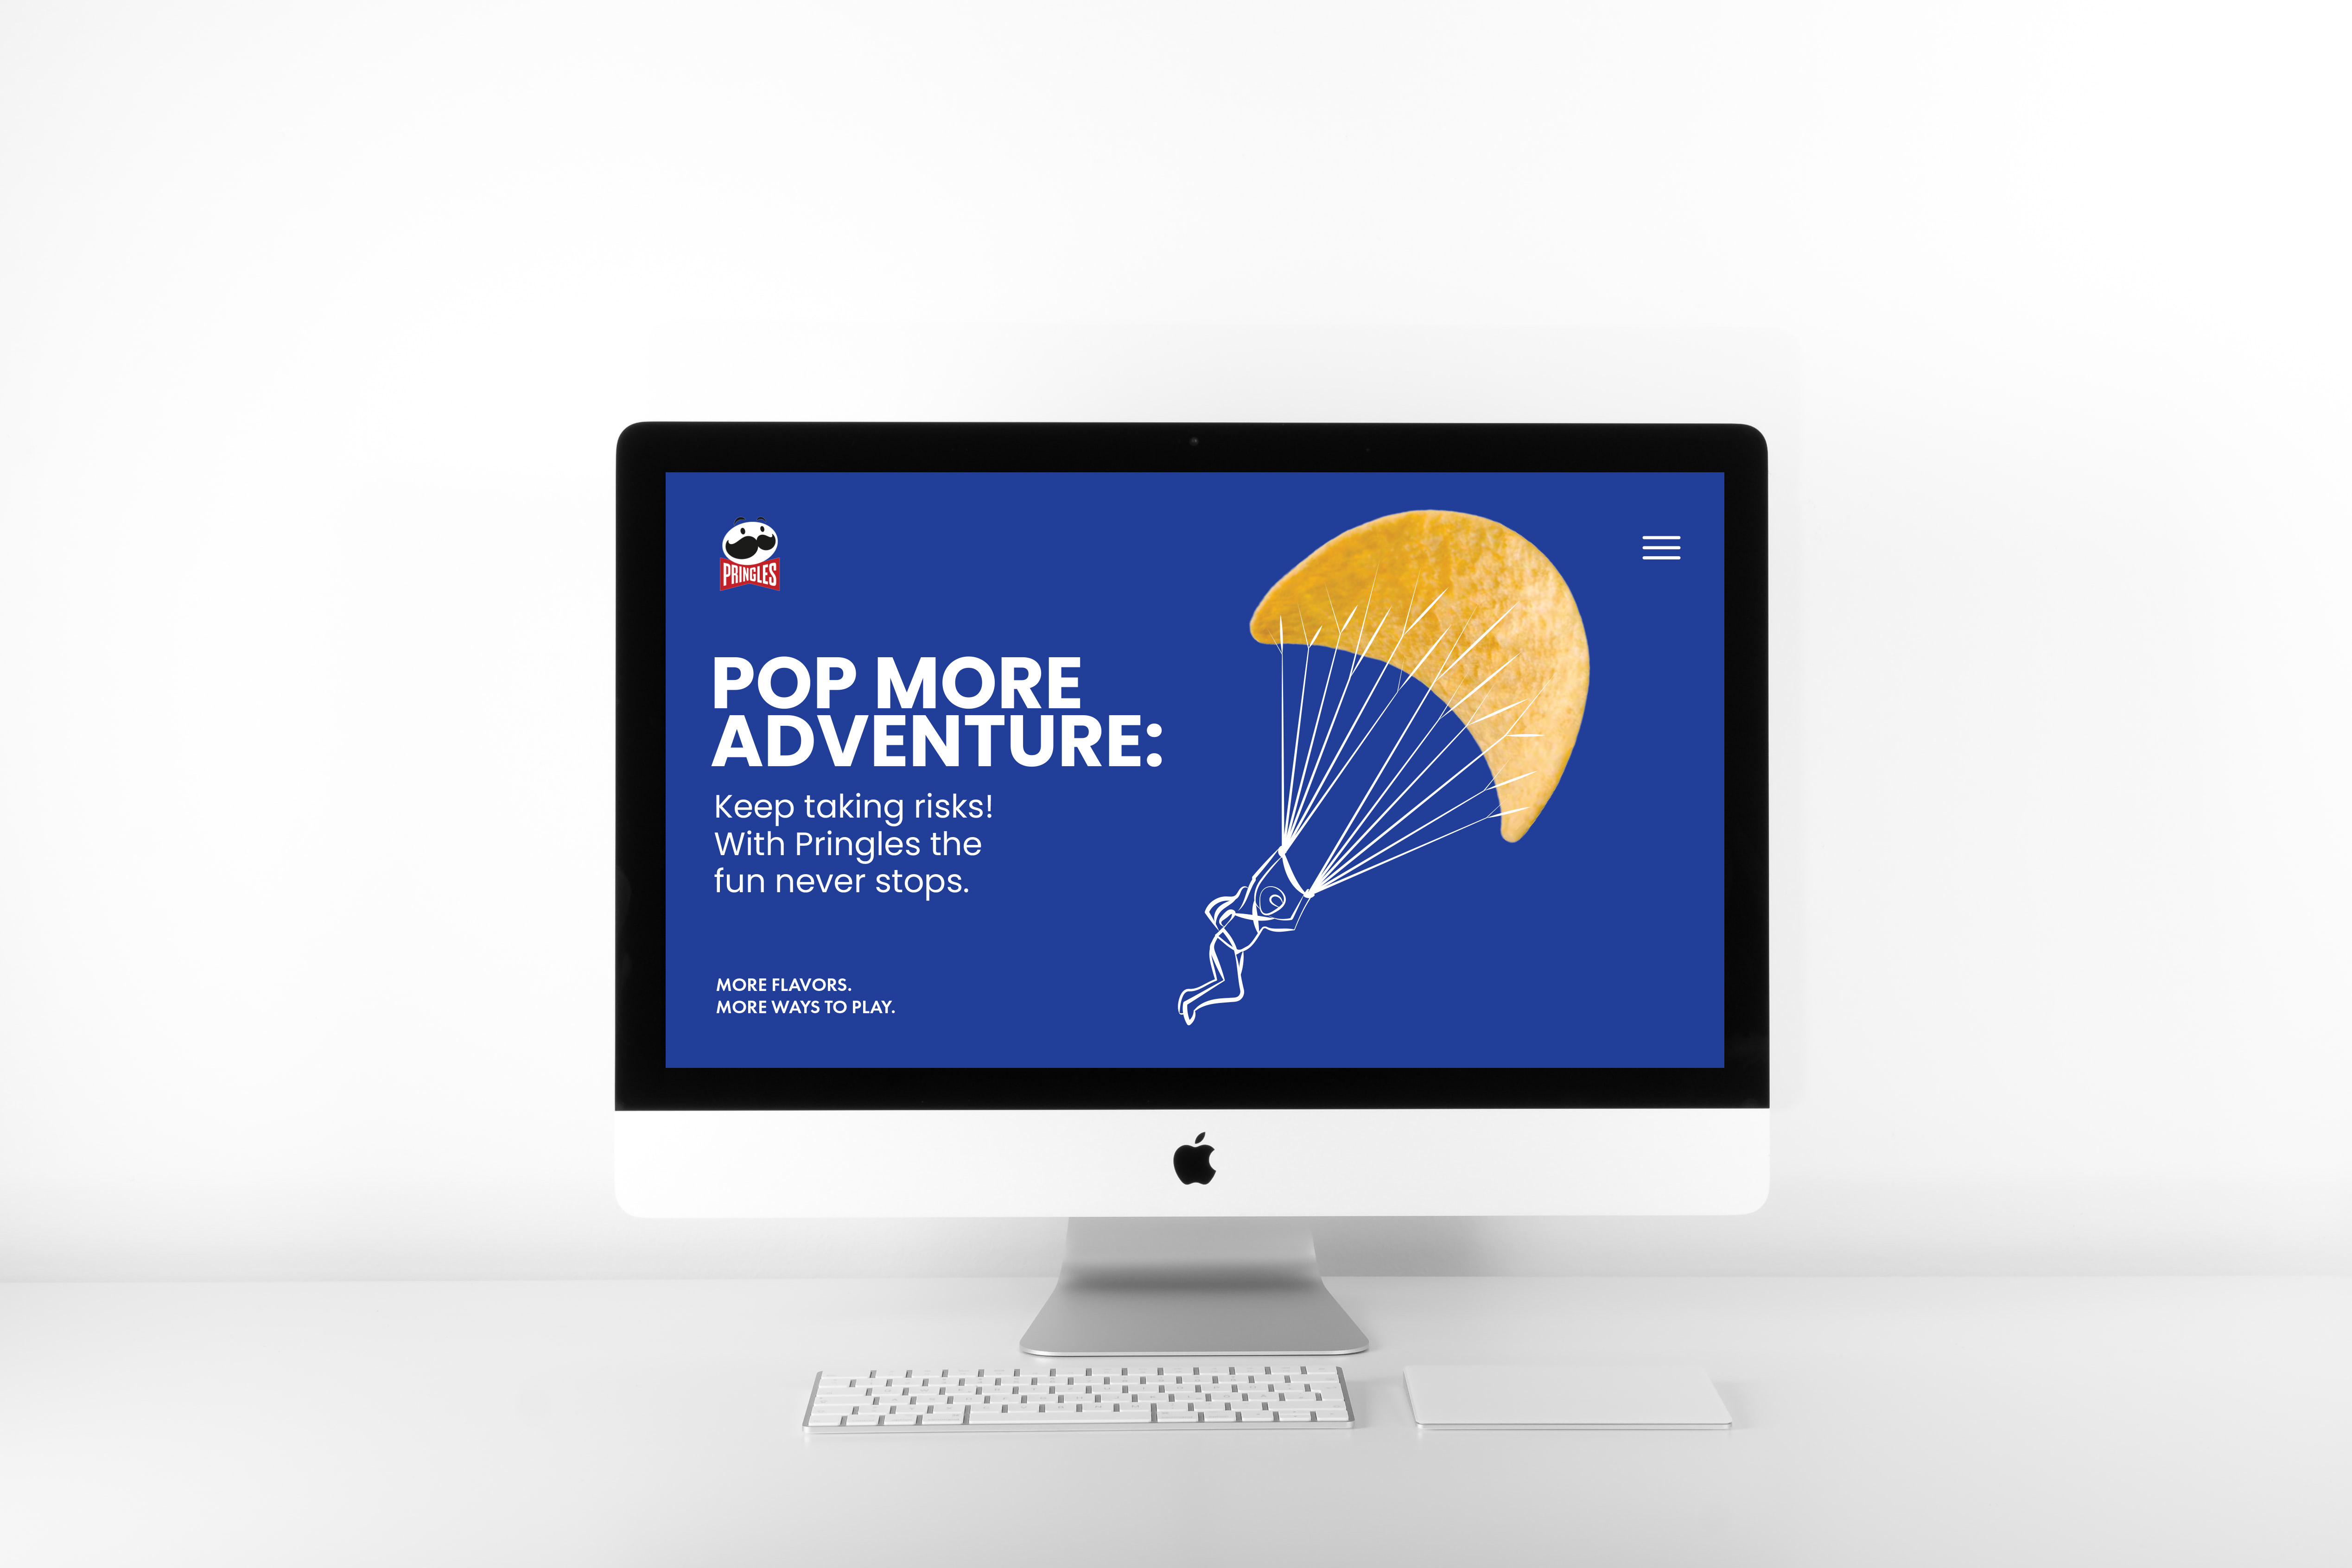 PRINGLES
POP MORE
ADVENTURE:
Keep taking risks!
With Pringles the
fun never stops.
MORE FLAVORS.
MORE WAYS TO PLAY.